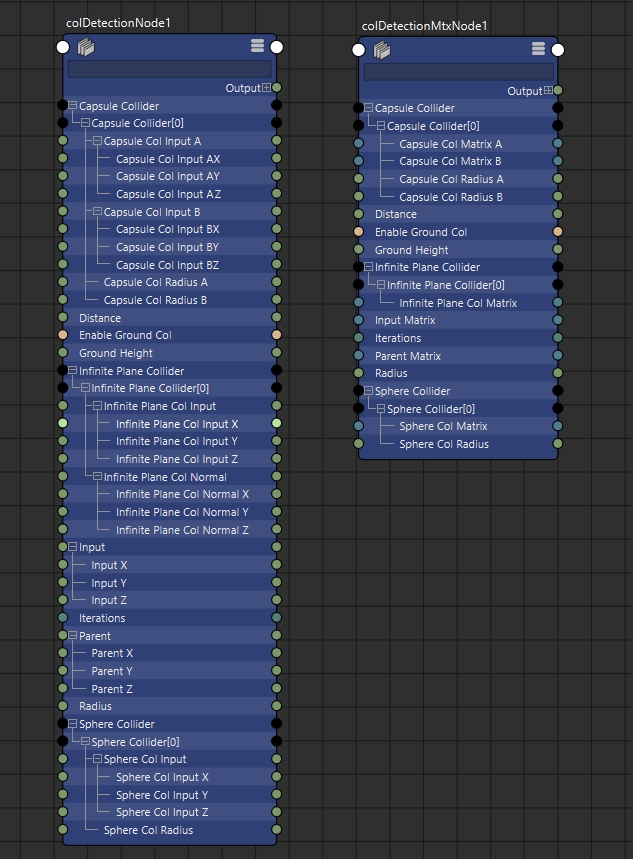 colDetectionNode1
Output
Capsule Collider
Capsule Collider[0]
Capsule Col Input A
Capsule Col Input AX
Capsule Col Input AY
Capsule Col Input AZ
Capsule Col Input B
Capsule Col Input BX
Capsule Col Input BY
Capsule Col Input BZ
Capsule Col Radius A
Capsule Col Radius B
Distance
Enable Ground Col
Ground Height
Infinite Plane Collider
Infinite Plane Collider[0]
Infinite Plane Col Input
Infinite Plane Col Input X
Infinite Plane Col Input Y
Infinite Plane Col Input Z
Infinite Plane Col Normal
Infinite Plane Col Normal X
Infinite Plane Col Normal Y
Infinite Plane Col Normal Z
Input
Input X
Input Y
Input Z
Iterations
Parent
Parent X
Parent Y
Parent Z
Radius
Sphere Collider
Sphere Collider[0]
Sphere Col Input
Sphere Col Input X
Sphere Col Input Y
Sphere Col Input Z
Sphere Col Radius
colDetectionMtxNode1
Output
Capsule Collider
Capsule Collider[0]
Capsule Col Matrix A
Capsule Col Matrix B
Capsule Col Radius A
Capsule Col Radius B
Distance
Enable Ground Col
Ground Height
Infinite Plane Collider
Infinite Plane Collider[0]
Infinite Plane Col Matrix
Input Matrix
Iterations
Parent Matrix
Radius
Sphere Collider
Sphere Collider[0]
Sphere Col Matrix
Sphere Col Radius